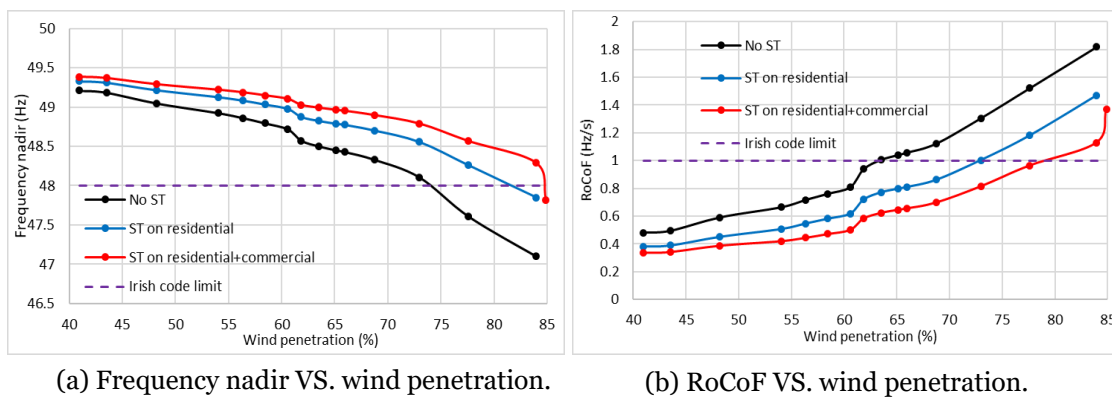 50
49.5
49
48.5
48
47.5
47
46.5
Frequency nadir (Hz)
No ST
ST on residential
ST on residential+commercial
Irish code limit
40 45 50 55 60 65 70 75 80 85
Wind penetration (%)
(a) Frequency nadir VS. wind penetration.
2
1.8
1.6
1.4
1.2
1
0.8
0.6
0.4
0.2
0
RoCoF (Hz/s)
No ST
ST on residential
ST on residential+commercial
Irish code limit
40 45 50 55 60 65 70 75 80 85
Wind penetration (%)
(b) RoCoF VS. wind penetration.